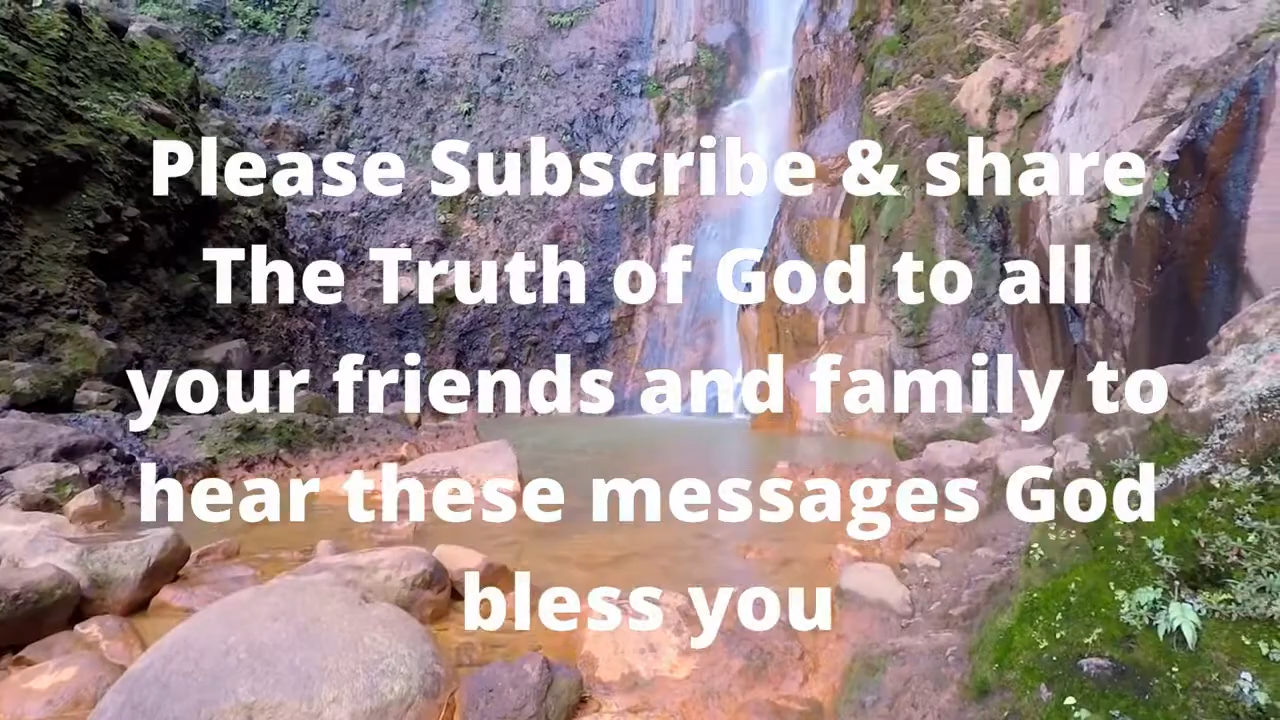 Please Subscribe & share
The Truth of God to all
your friends and family to
hear these messages God
bless you